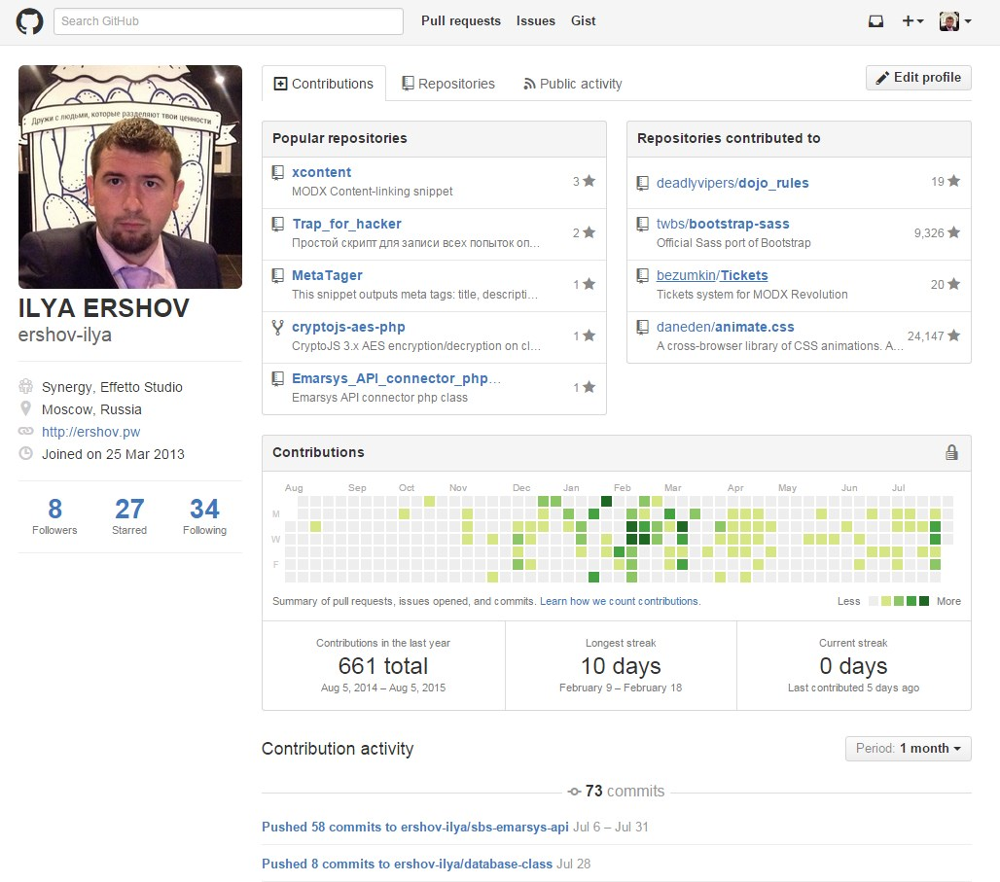 Search GitHub
Pull requests Issues Gist
Дружи с людьми, которые разделяют твои ценности
ILYA ERSHOV
ershov-ilya
Synergy, Effetto Studio
Moscow, Russia
http://ershov.pw
Joined on 25 Mar 2013
8 27 34
Followers Starred Following
Contributions Repositories Public activity
Edit profile
Popular repositories
xcontent
MODX Content-linking snippet
3
Trap_for_hacker
Простой скрипт для записи всех попыток оп…
2
MetaTager
This snippet outputs meta tags: title, descripti…
1
cryptojs-aes-php
CryptoJS 3.x AES encryption/decryption on cl…
1
Emarsys_API_connector_php…
Emarsys API connector php class
1
Repositories contributed to
deadlyvipers/dojo_rules
19
twbs/bootstrap-sass
Official Sass port of Bootstrap
9,326
bezumkin/Tickets
Tickets system for MODX Revolution
20
daneden/animate.css
A cross-browser library of CSS animations. A…
24,147
Contributions
Aug Sep Oct Nov Dec Jan Feb Mar Apr May Jun Jul
M
W
F
Summary of pull requests, issues opened, and commits. Learn how we count contributions.
Less More
Contributions in the last year
661 total
Aug 5, 2014 – Aug 5, 2015
Longest streak
10 days
February 9 – February 18
Current streak
0 days
Last contributed 5 days ago
Contribution activity
Period: 1 month
73 commits
Pushed 58 commits to ershov-ilya/sbs-emarsys-api Jul 6 – Jul 31
Pushed 8 commits to ershov-ilya/database-class Jul 28